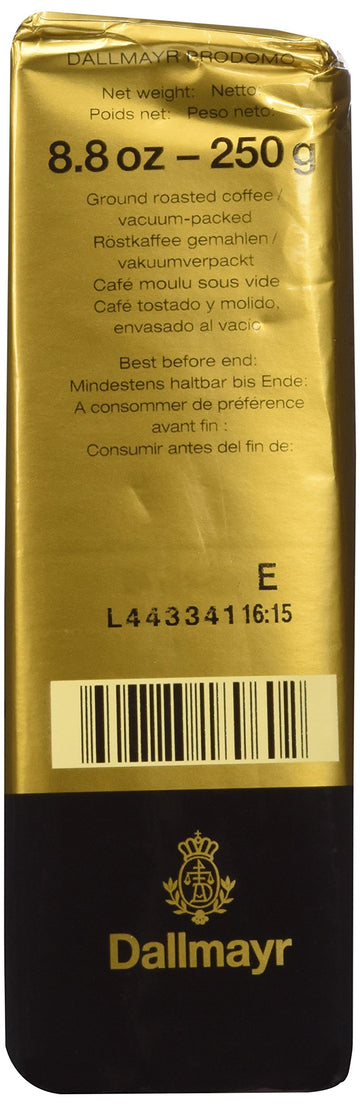 DALLMAYR PRODOMO
Net weight: Netto:
Poids net: Peso neto:
8.8 oz – 250 g
Ground roasted coffee/
vacuum-packed
Röstkaffee gemahlen/
vakuumverpackt
Café moulu sous vide
Café tostado y molido,
envasado al vacío
Best before end:
Mindestens haltbar bis Ende:
A consommer de préférence
avant fin :
Consumir antes del fin de:
E
L443341 16:15
Dallmayr